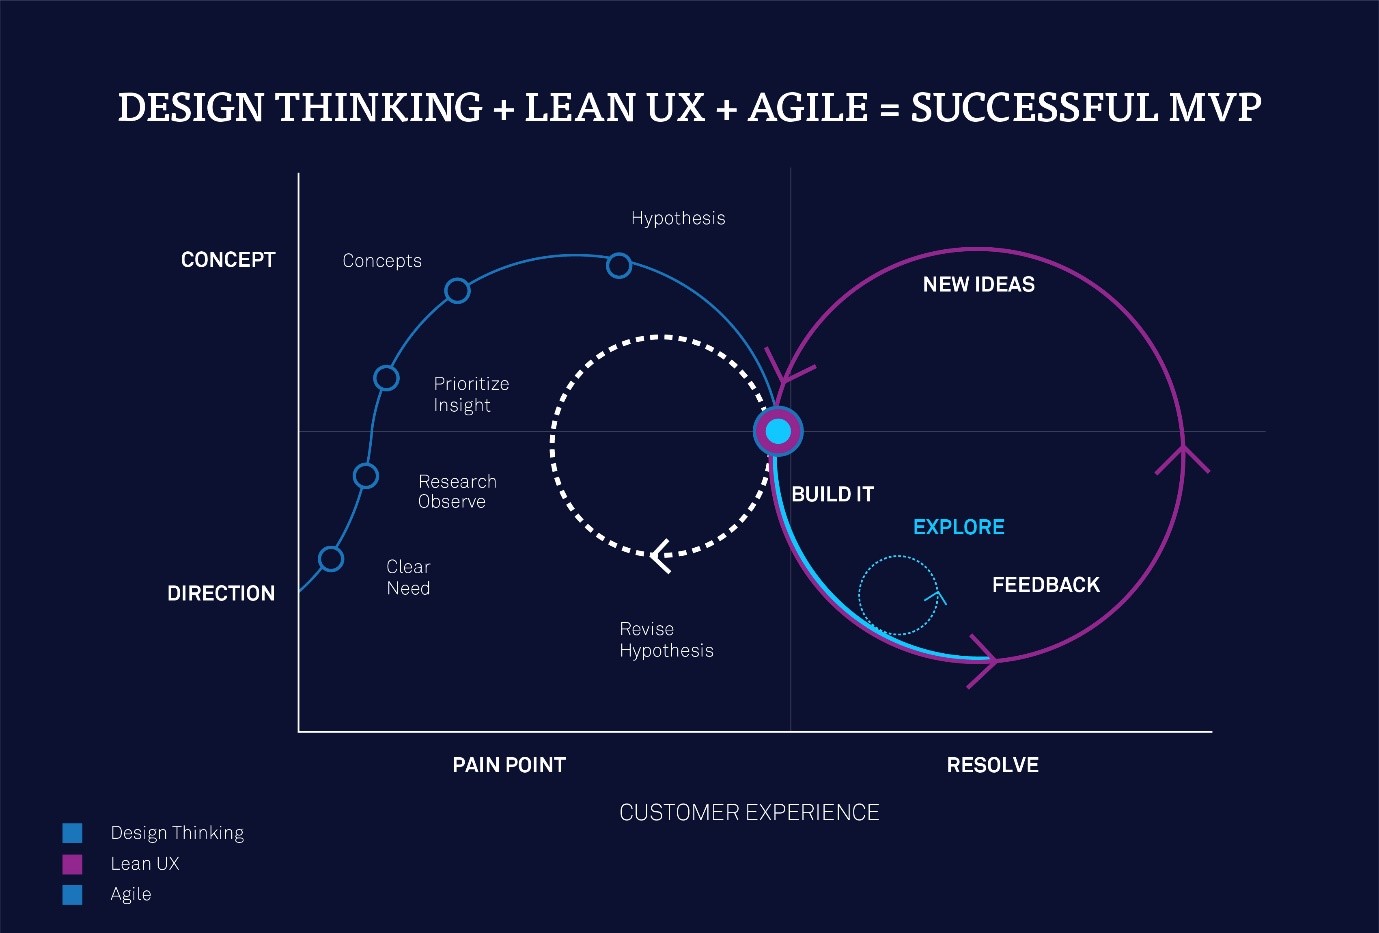 DESIGN THINKING + LEAN UX + AGILE = SUCCESSFUL MVP
Hypothesis
CONCEPT
Concepts
NEW IDEAS
Prioritize
Insight
Research
Observe
BUILD IT
EXPLORE
Clear
Need
FEEDBACK
DIRECTION
Revise
Hypothesis
PAIN POINT
RESOLVE
CUSTOMER EXPERIENCE
Design Thinking
Lean UX
Agile